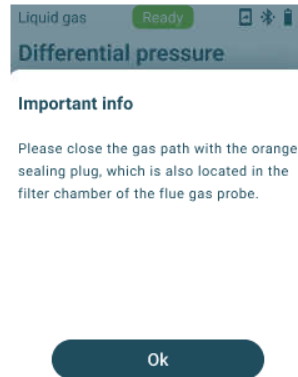 Liquid gas Ready
Differential pressure
Important info
Please close the gas path with the orange
sealing plug, which is also located in the
filter chamber of the flue gas probe.
Ok